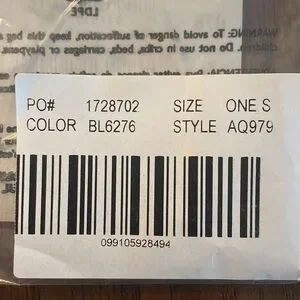 LDPE
WARNING: To avoid danger of suffocation, keep this bag a
children. Do not use in cribs, beds, carriages, or playpens
PO# 1728702 SIZE ONE S
COLOR BL6276 STYLE AQ979
099105928494